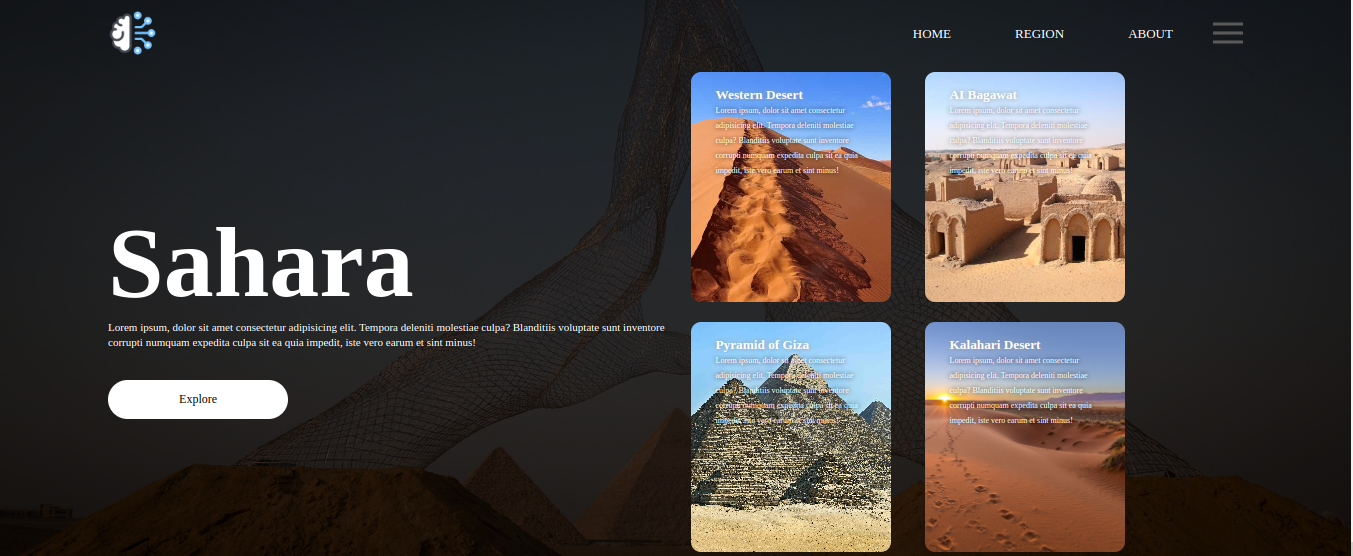 HOME
REGION
ABOUT
Sahara
Lorem ipsum, dolor sit amet consectetur adipisicing elit. Tempora deleniti molestiae culpa? Blanditiis voluptate sunt inventore
corrupti numquam expedita culpa sit ea quia impedit, iste vero earum et sint minus!
Explore
Western Desert
Lorem ipsum, dolor sit amet consectetur
adipisicing elit. Tempora deleniti molestiae
culpa? Blanditiis voluptate sunt inventore
corrupti numquam expedita culpa sit ea quia
impedit, iste vero earum et sint minus!
AI Bagawat
Lorem ipsum, dolor sit amet consectetur
adipisicing elit. Tempora deleniti molestiae
culpa? Blanditiis voluptate sunt inventore
corrupti numquam expedita culpa sit ea quia
impedit, iste vero earum et sint minus!
Pyramid of Giza
Lorem ipsum, dolor sit amet consectetur
adipisicing elit. Tempora deleniti molestiae
culpa? Blanditiis voluptate sunt inventore
corrupti numquam expedita culpa sit ea quia
impedit, iste vero earum et sint minus!
Kalahari Desert
Lorem ipsum, dolor sit amet consectetur
adipisicing elit. Tempora deleniti molestiae
culpa? Blanditiis voluptate sunt inventore
corrupti numquam expedita culpa sit ea quia
impedit, iste vero earum et sint minus!